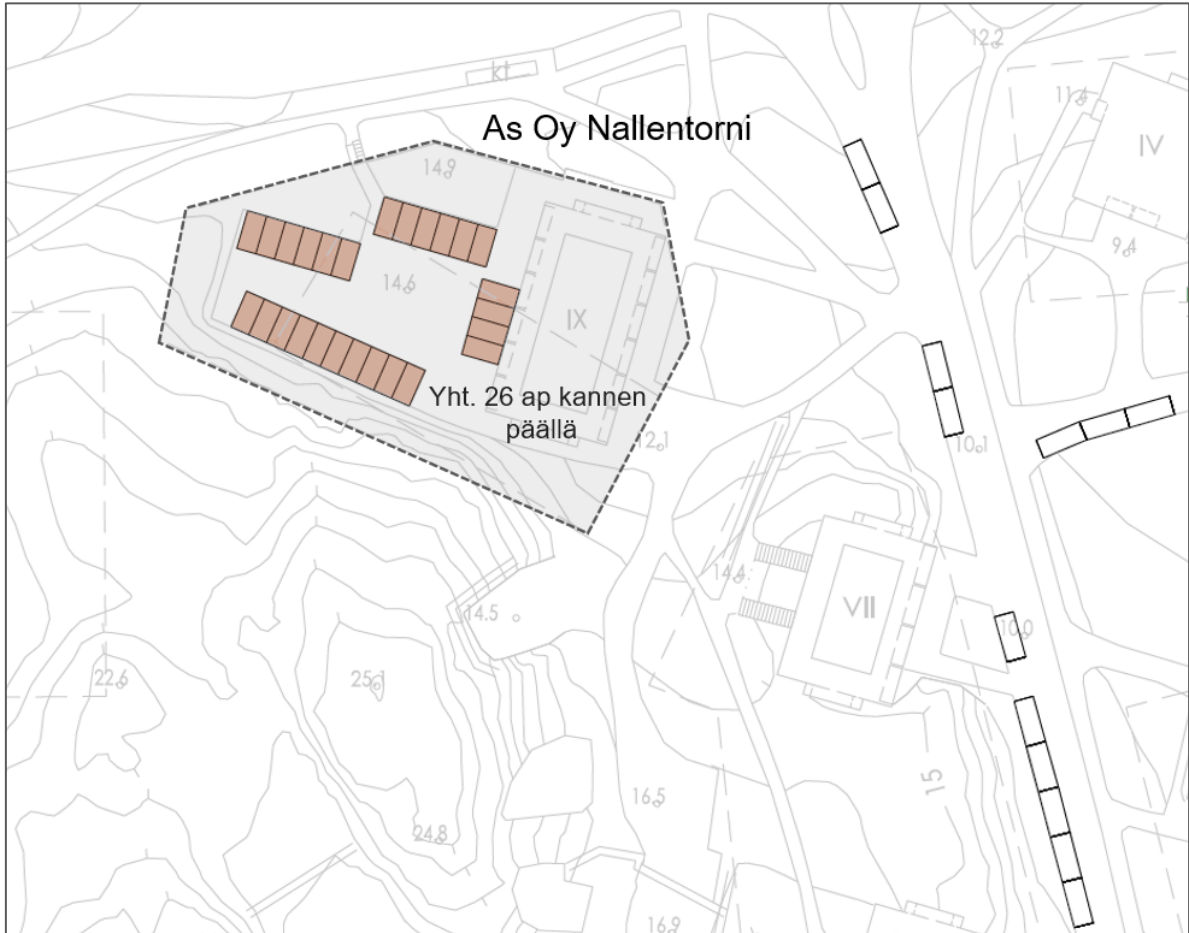 12.2
kt
11.4
As Oy Nallentorni
IV
14.9
9.4
14.6
IX
Yht. 26 ap kannen
päällä
12.1
10.1
14.4
VII
14.5
10.0
22.6
25.1
15
16.5
24.8
16.9